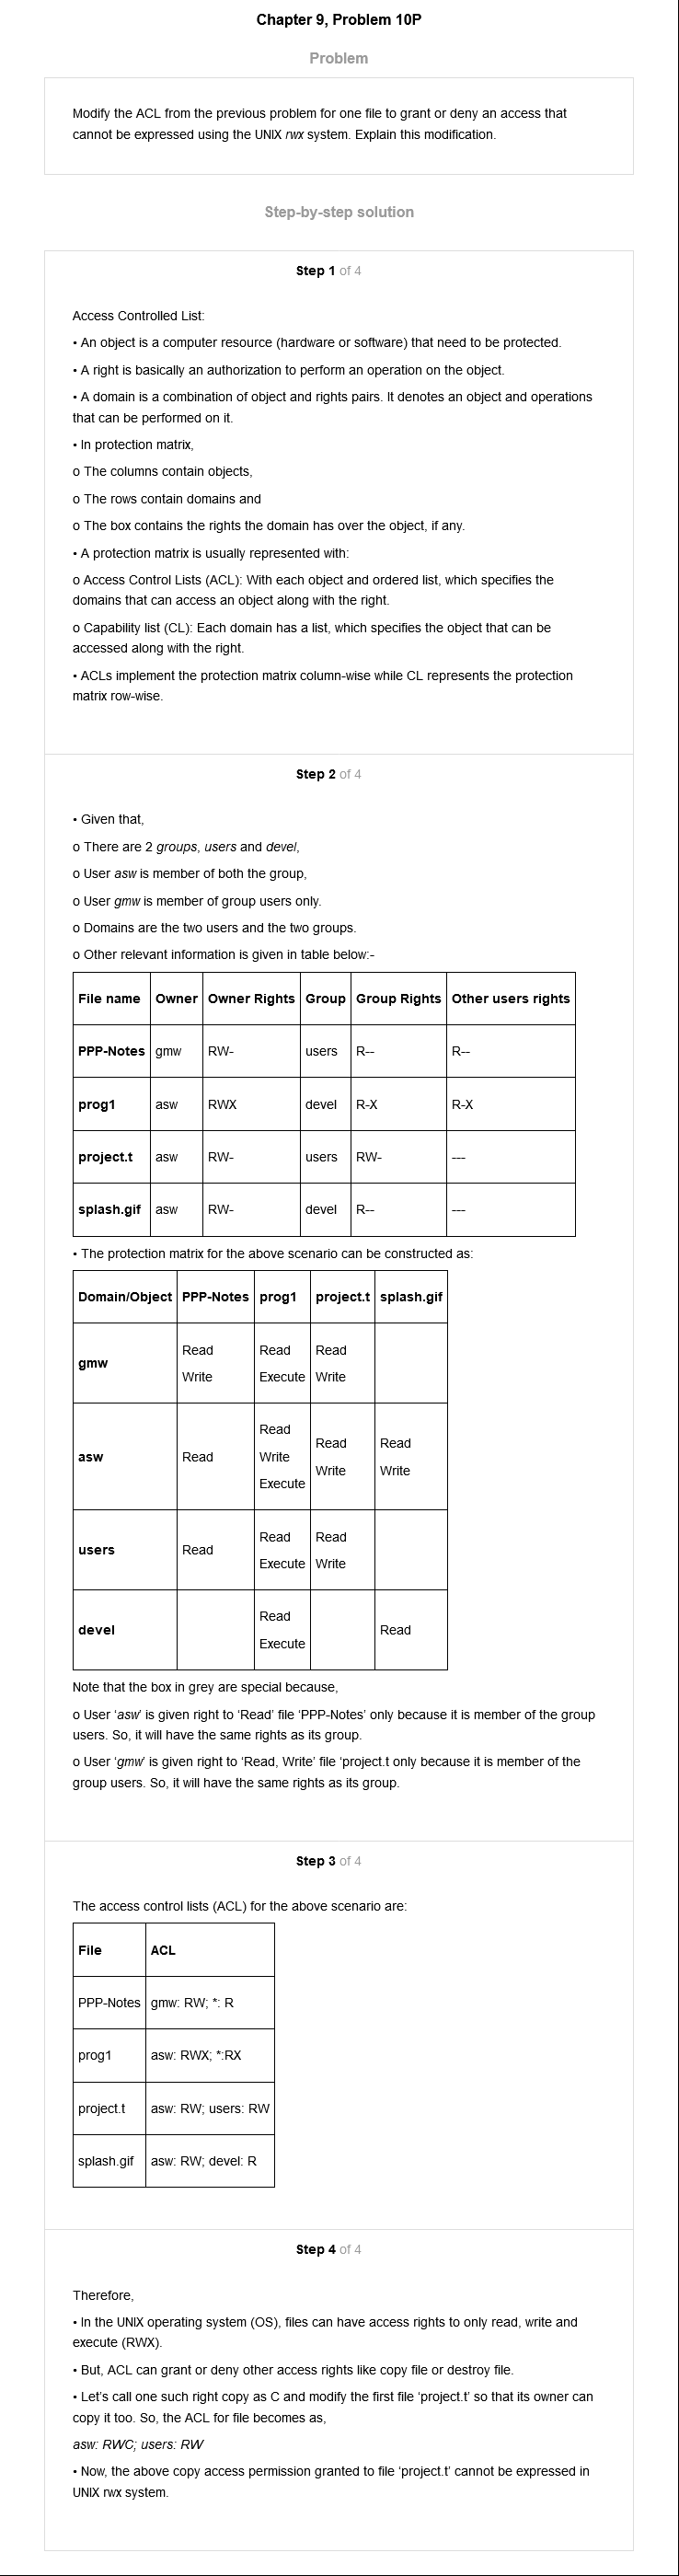 Chapter 9, Problem 10P
Problem
Modify the ACL from the previous problem for one file to grant or deny an access that
cannot be expressed using the UNIX rwx system. Explain this modification.
Step-by-step solution
Step 1 of 4
Access Controlled List:
• An object is a computer resource (hardware or software) that need to be protected.
• A right is basically an authorization to perform an operation on the object.
• A domain is a combination of object and rights pairs. It denotes an object and operations
that can be performed on it.
• In protection matrix,
o The columns contain objects,
o The rows contain domains and
o The box contains the rights the domain has over the object, if any.
• A protection matrix is usually represented with:
o Access Control Lists (ACL): With each object and ordered list, which specifies the
domains that can access an object along with the right.
o Capability list (CL): Each domain has a list, which specifies the object that can be
accessed along with the right.
• ACLs implement the protection matrix column-wise while CL represents the protection
matrix row-wise.
Step 2 of 4
• Given that,
o There are 2 groups, users and devel,
o User asw is member of both the group,
o User gmw is member of group users only.
o Domains are the two users and the two groups.
o Other relevant information is given in table below:-
File name Owner Owner Rights Group Group Rights Other users rights
PPP-Notes gmw RW- users R-- R--
prog1 asw RWX devel R-X R-X
project.t asw RW- users RW- ---
splash.gif asw RW- devel R-- ---
• The protection matrix for the above scenario can be constructed as:
Domain/Object PPP-Notes prog1 project.t splash.gif
gmw
Read Read Read
Write Execute Write
asw
Read
Read
Write
Execute
Read
Write
Read
Write
users
Read
Read Read
Execute Write
devel
Read
Execute
Read
Note that the box in grey are special because,
o User ‘asw’ is given right to ‘Read’ file ‘PPP-Notes’ only because it is member of the group
users. So, it will have the same rights as its group.
o User ‘gmw’ is given right to ‘Read, Write’ file ‘project.t only because it is member of the
group users. So, it will have the same rights as its group.
Step 3 of 4
The access control lists (ACL) for the above scenario are:
File ACL
PPP-Notes gmw: RW; *: R
prog1 asw: RWX; *:RX
project.t asw: RW; users: RW
splash.gif asw: RW; devel: R
Step 4 of 4
Therefore,
• In the UNIX operating system (OS), files can have access rights to only read, write and
execute (RWX).
• But, ACL can grant or deny other access rights like copy file or destroy file.
• Let’s call one such right copy as C and modify the first file ‘project.t’ so that its owner can
copy it too. So, the ACL for file becomes as,
asw: RWC; users: RW
• Now, the above copy access permission granted to file ‘project.t’ cannot be expressed in
UNIX rwx system.